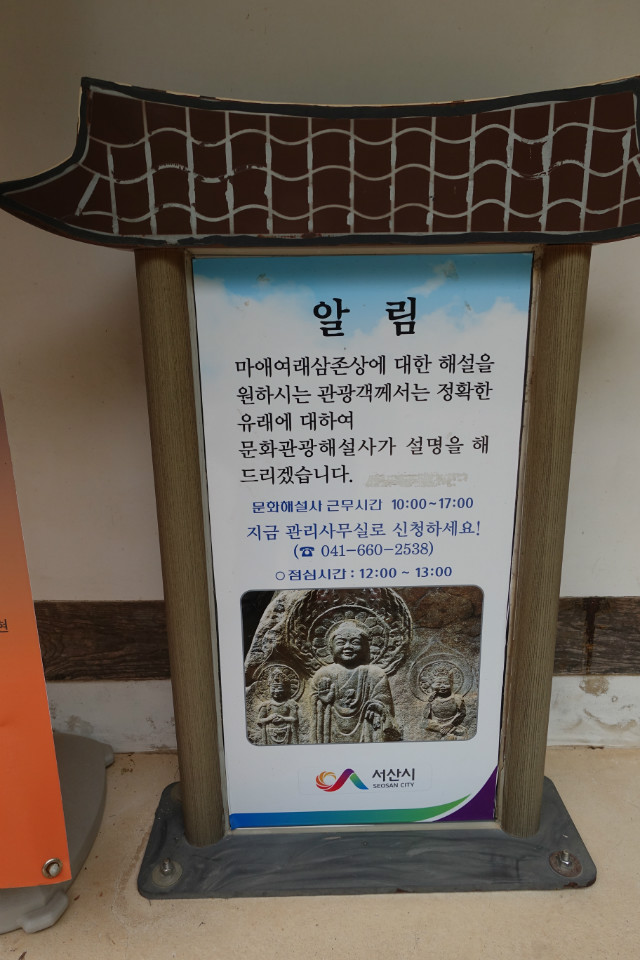 알 림
마애여래삼존상에 대한 해설을
원하시는 관광객께서는 정확한
유래에 대하여
문화관광해설사가 설명을 해
드리겠습니다.
문화해설사 근무시간 10:00~17:00
지금 관리사무실로 신청하세요!
(☎ 041-660-2538)
○점심시간 : 12:00 ~ 13:00
서산시
SEOSAN CITY